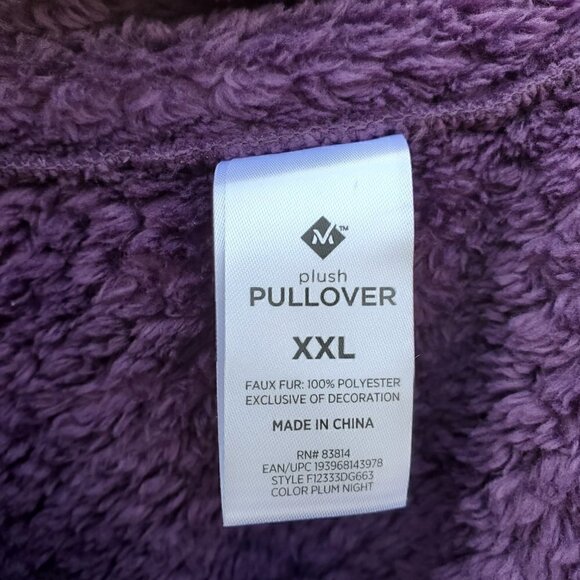 M™
plush
PULLOVER
XXL
FAUX FUR: 100% POLYESTER
EXCLUSIVE OF DECORATION
MADE IN CHINA
RN# 83814
EAN/UPC 193968143978
STYLE F12333DG663
COLOR PLUM NIGHT